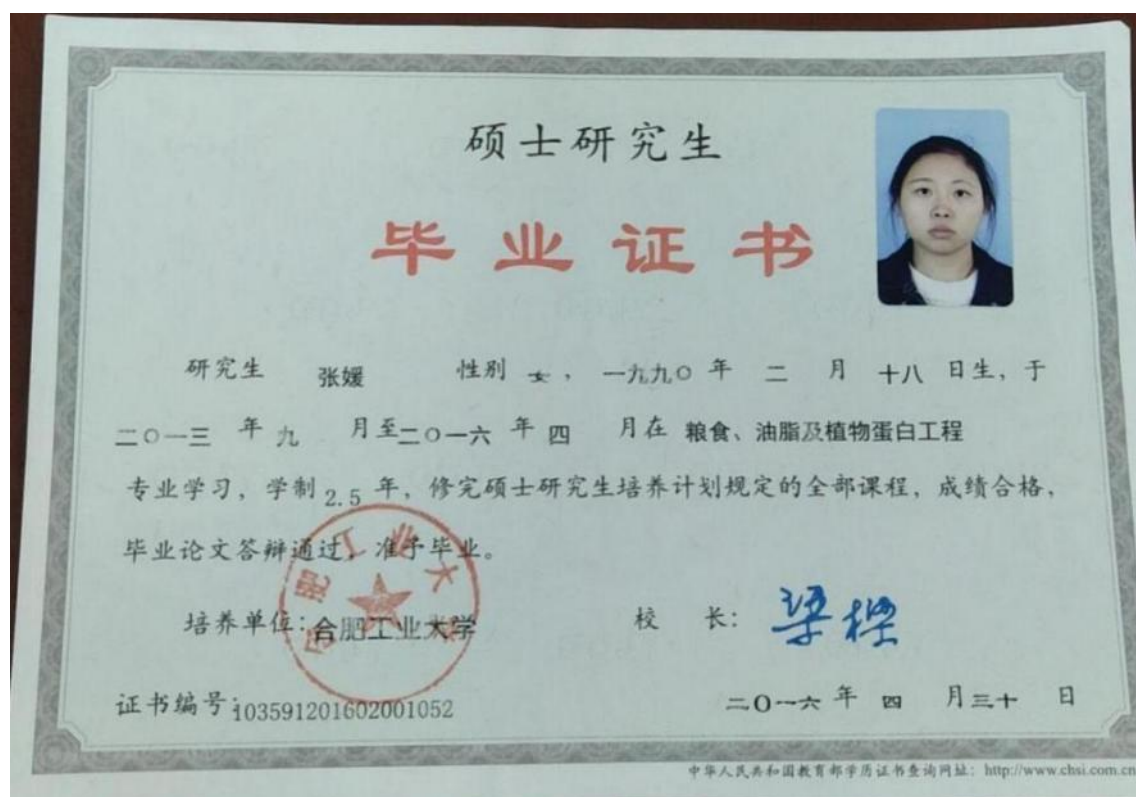 硕士研究生
毕业证书
研究生 张媛 性别 女， 一九九〇 年 二 月 十八 日生，于
二〇一三 年 九 月至二〇一六 年 四 月在 粮食、油脂及植物蛋白工程
专业学习，学制 2.5 年，修完硕士研究生培养计划规定的全部课程，成绩合格，
毕业论文答辩通过，准予毕业。
合肥工业大学
培养单位：合肥工业大学 校 长：梁樑
证书编号：103591201602001052 二〇一六 年 四 月三十 日
中华人民共和国教育部学历证书查询网址：http://www.chsi.com.cn